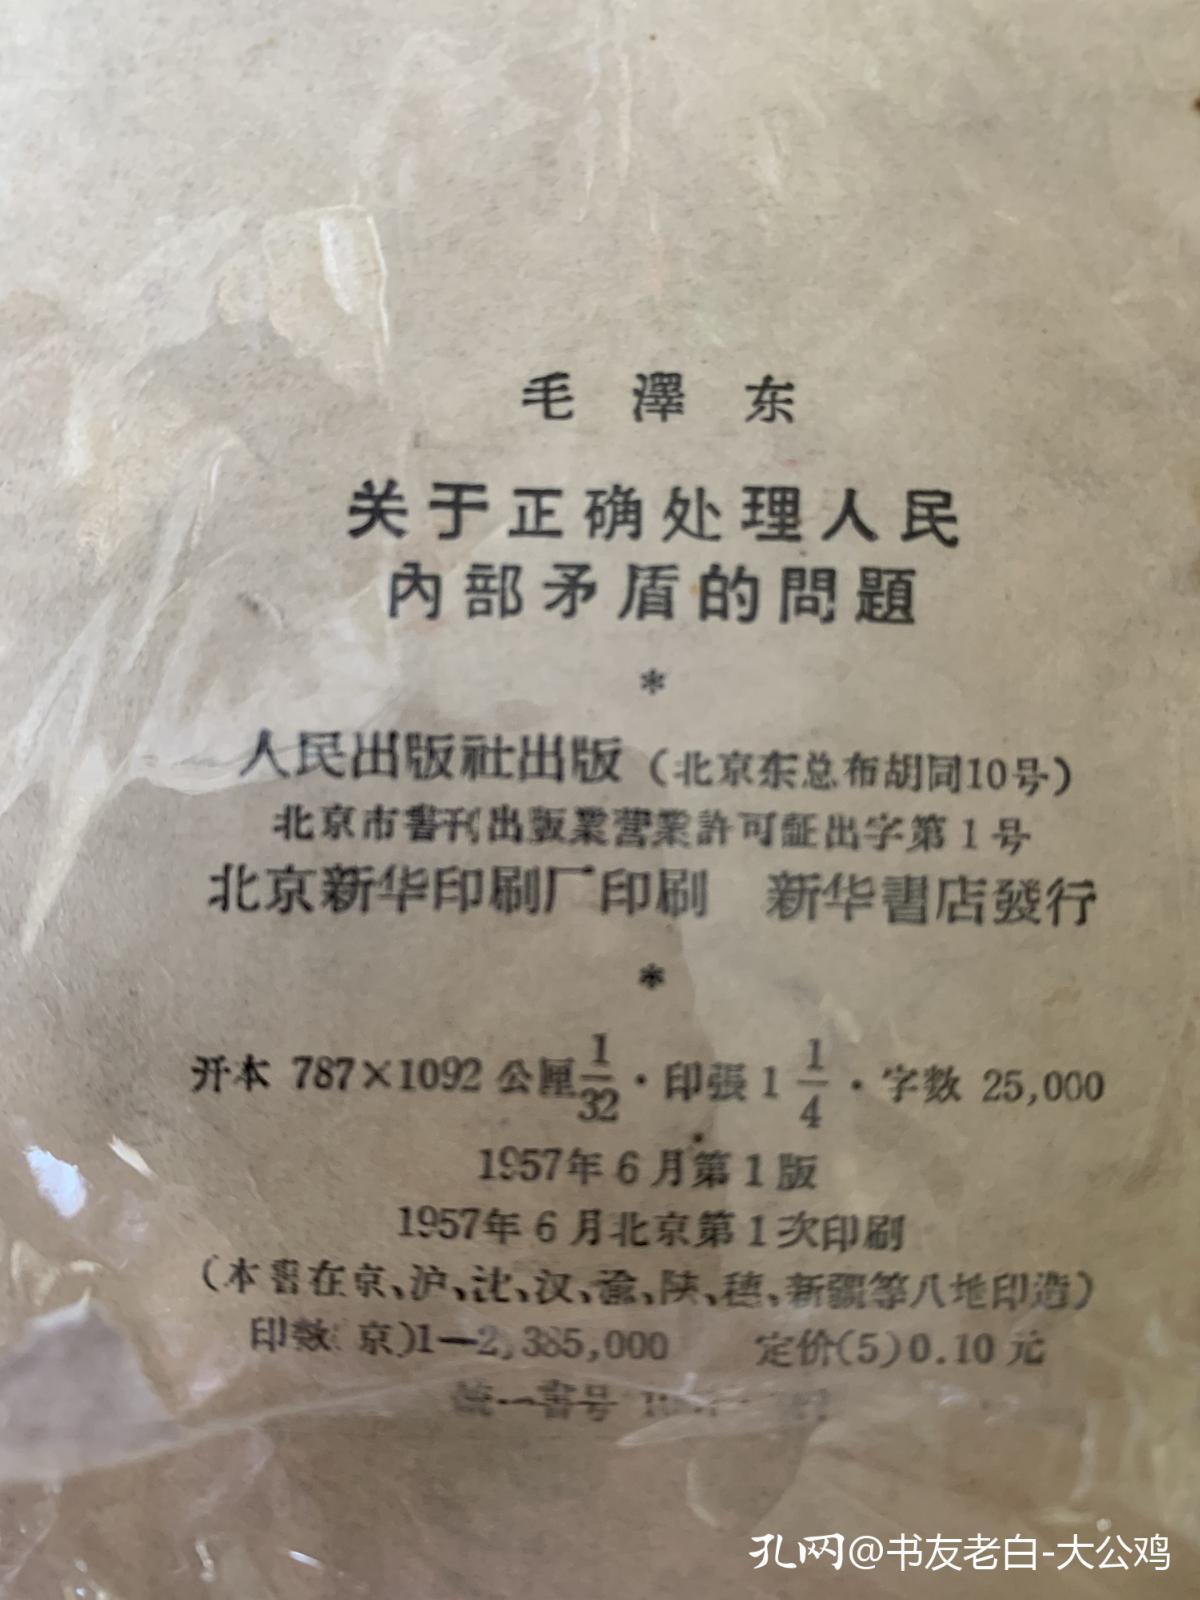 毛澤东
关于正确处理人民
內部矛盾的問題
*
人民出版社出版（北京东总布胡同10号）
北京市書刊出版業营業許可証出字第1号
北京新华印刷厂印刷　新华書店發行
*
开本 787×1092 公厘 1/32 · 印張 1 1/4 · 字数 25,000
1957年6月第1版
1957年6月北京第1次印刷
（本書在京、沪、沈、汉、渝、陕、穗、新疆等八地印造）
印数(京)1—2,385,000　定价(5)0.10元
統一書号
孔网@书友老白-大公鸡